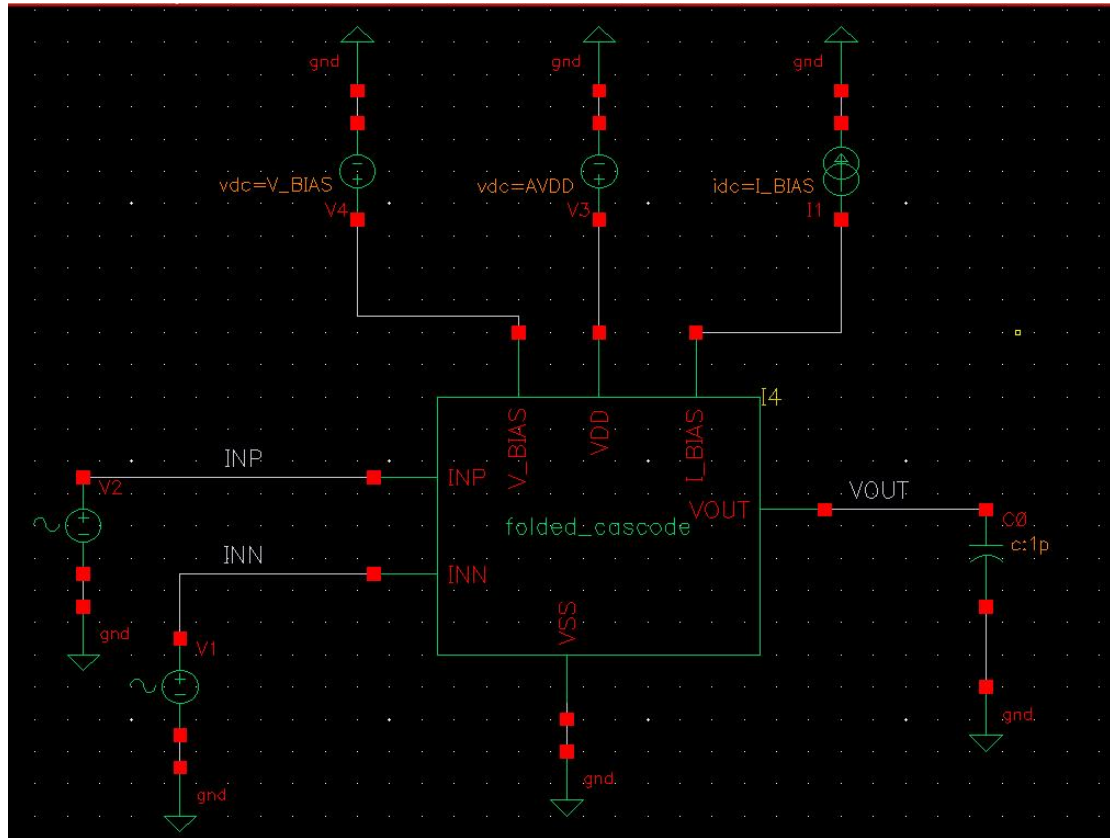 gnd
gnd
gnd
vdc=V_BIAS
vdc=AVDD
idc=I_BIAS
V4
V3
I1
I4
V_BIAS
VDD
I_BIAS
INP
INP
V2
VOUT
VOUT
folded_cascode
C0
c:1p
INN
INN
VSS
gnd
V1
gnd
gnd
gnd